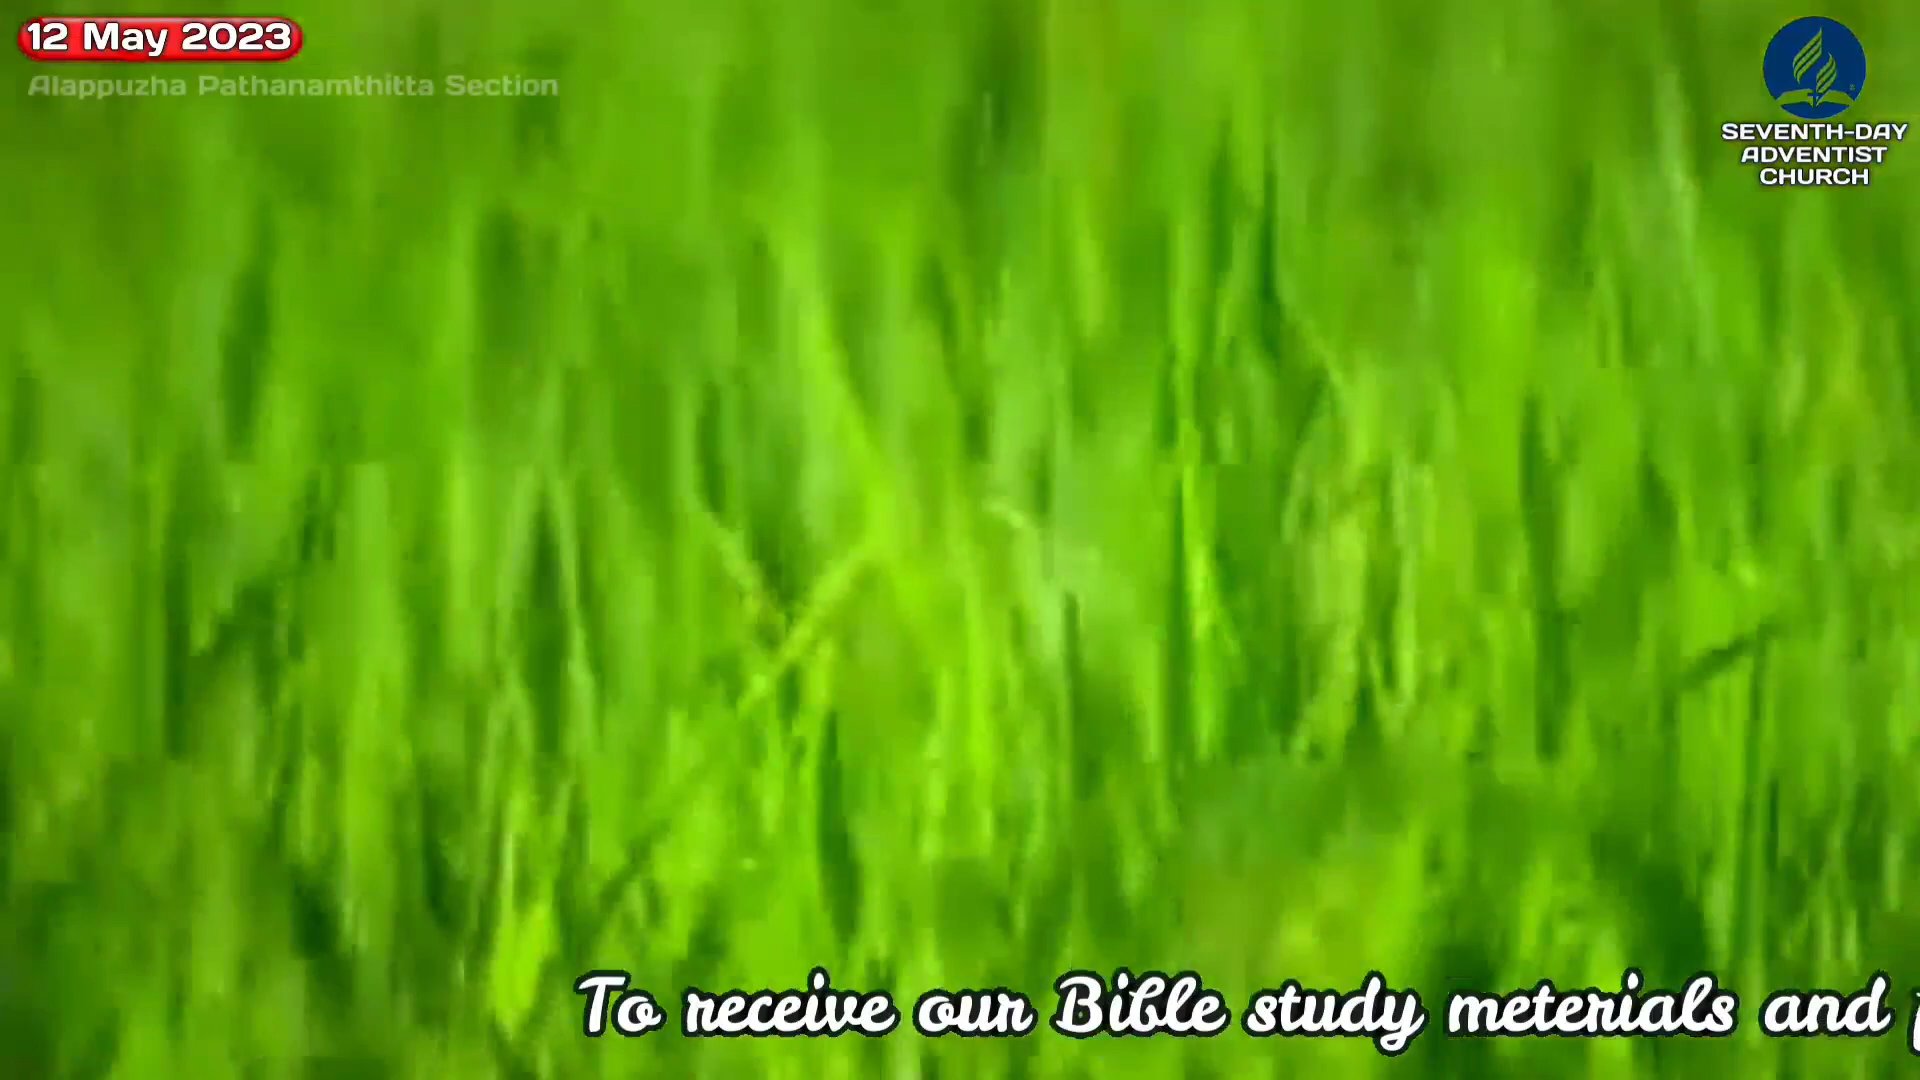 12 May 2023
Alappuzha Pathanamthitta Section
SEVENTH-DAY
ADVENTIST
CHURCH
To receive our Bible study meterials and